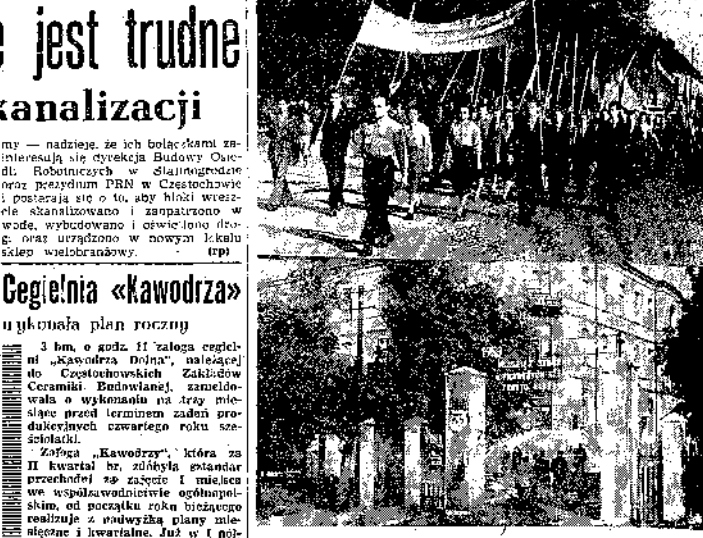 jest trudne
kanalizacji
my — nadzieję, że ich bolączkami za-
interesują się dyrekcja Budowy Osie-
dli Robotniczych w Stalinogrodzie
oraz prezydium PRN w Częstochowie
i postarają się o to, aby bloki wresz-
cie skanalizowano i zaopatrzono w
wodę, wybudowano i oświetlono dro-
gi oraz urządzono w nowym lokalu
sklep wielobranżowy. (rp)
Cegielnia «Kawodrza»
wykonała plan roczny
3 bm. o godz. 11 załoga cegiel-
ni „Kawodrza Dolna", należącej
do Częstochowskich Zakładów
Ceramiki Budowlanej, zameldo-
wała o wykonaniu na trzy mie-
siące przed terminem zadań pro-
dukcyjnych czwartego roku sze-
ściolatki.
Załoga „Kawodrzy", która za
II kwartał br. zdobyła sztandar
przechodni za zajęcie I miejsca
we współzawodnictwie ogólnopol-
skim, od początku roku bieżącego
realizuje z nadwyżką plany mie-
sięczne i kwartalne. Już w I pół-